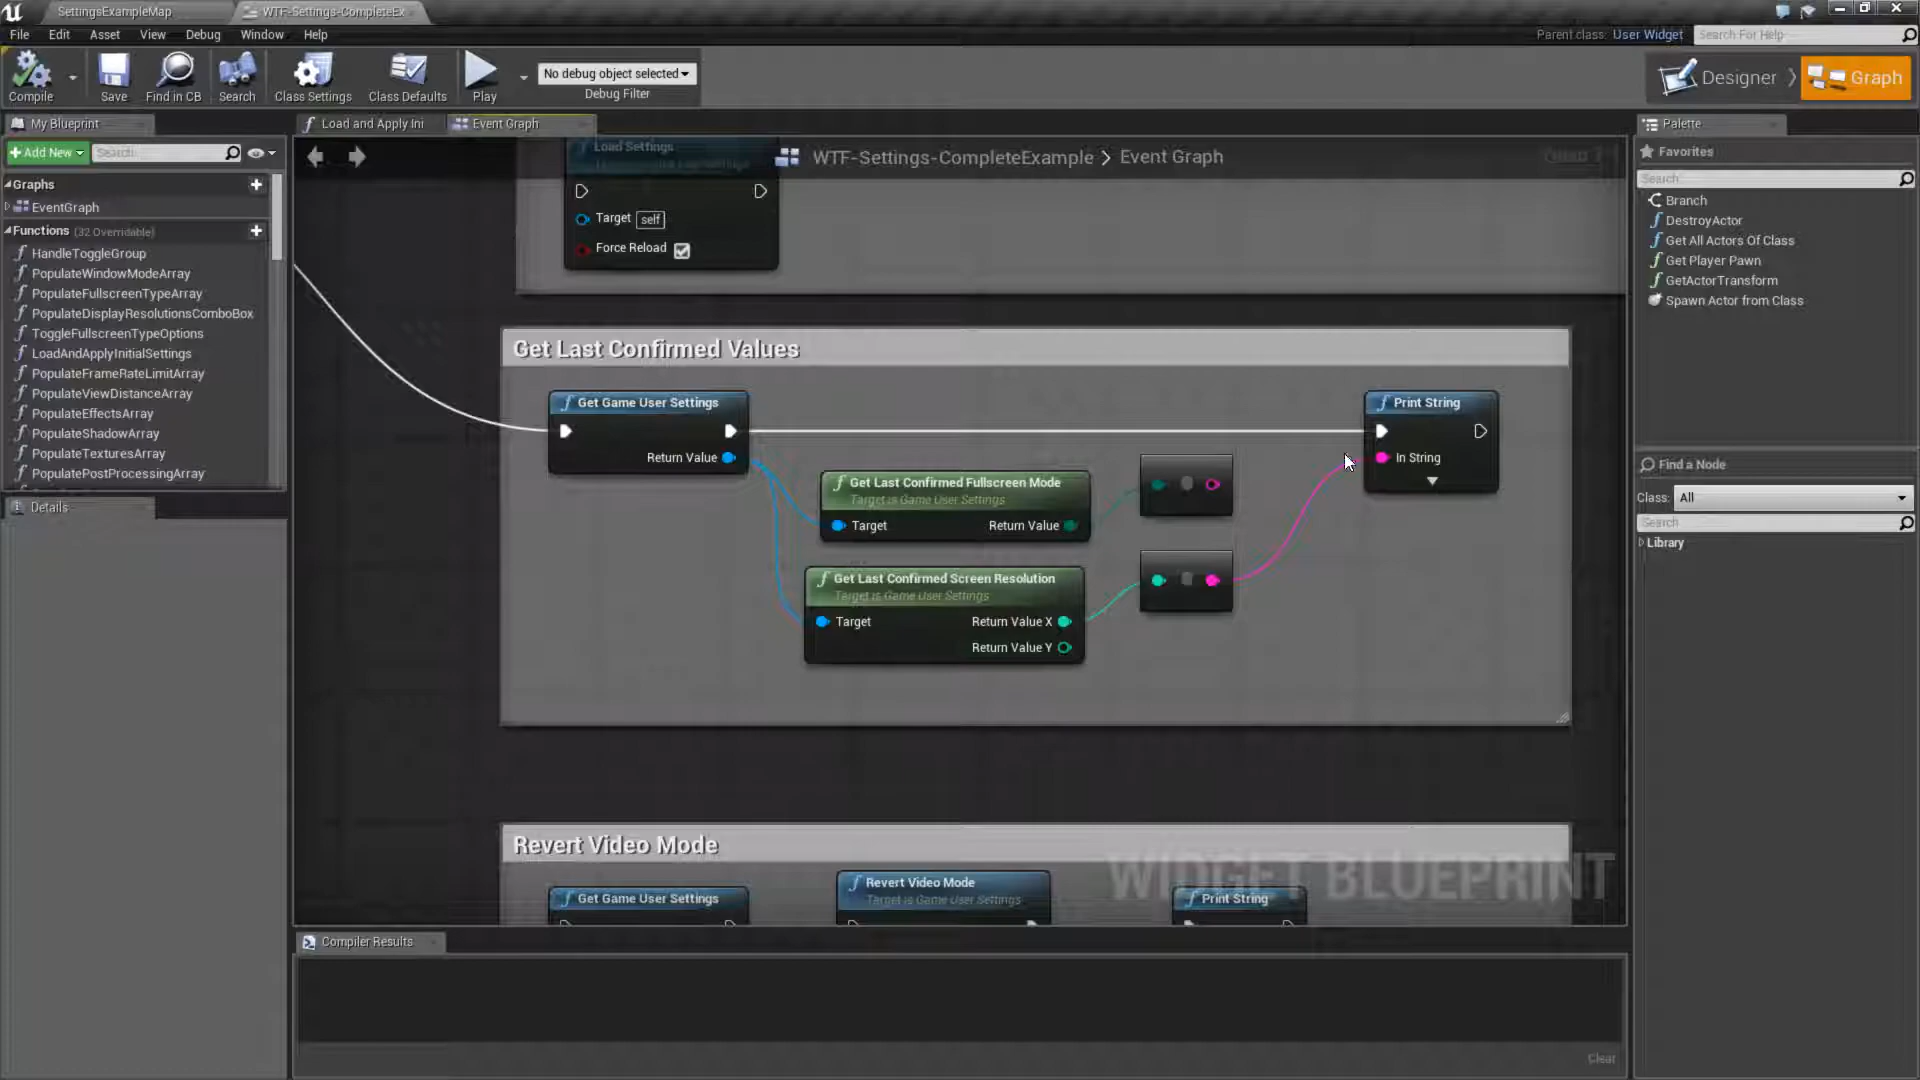 SettingsExampleMap
WTF-Settings-CompleteEx
File Edit Asset View Debug Window Help
Parent class: User Widget
Search For Help
Compile
Save
Find in CB
Search
Class Settings
Class Defaults
Play
No debug object selected
Debug Filter
Designer
Graph
My Blueprint
Load and Apply Ini
Event Graph
Palette
+Add New
Search
WTF-Settings-CompleteExample > Event Graph
Favorites
Search
Graphs
EventGraph
Functions (32 Overridable)
HandleToggleGroup
PopulateWindowModeArray
PopulateFullscreenTypeArray
PopulateDisplayResolutionsComboBox
ToggleFullscreenTypeOptions
LoadAndApplyInitialSettings
PopulateFrameRateLimitArray
PopulateViewDistanceArray
PopulateEffectsArray
PopulateShadowArray
PopulateTexturesArray
PopulatePostProcessingArray
Details
Load Settings
Target self
Force Reload
Get Last Confirmed Values
Get Game User Settings
Return Value
Get Last Confirmed Fullscreen Mode
Target is Game User Settings
Target Return Value
Get Last Confirmed Screen Resolution
Target is Game User Settings
Target Return Value X
Return Value Y
Print String
In String
Revert Video Mode
Get Game User Settings
Revert Video Mode
Target is Game User Settings
Print String
WIDGET BLUEPRINT
Branch
DestroyActor
Get All Actors Of Class
Get Player Pawn
GetActorTransform
Spawn Actor from Class
Find a Node
Class: All
Search
Library
Compiler Results
Clear